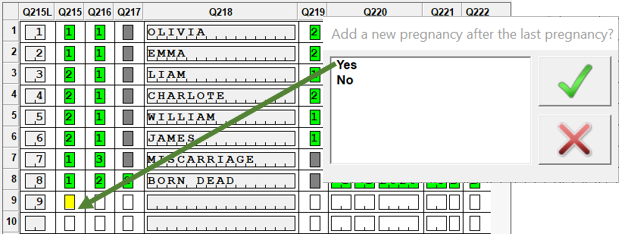 Q215L Q215 Q216 Q217 Q218 Q219 Q220 Q221 Q222
1 1 1 1 OLIVIA 2
2 2 1 1 EMMA 2
3 3 2 1 LIAM
4 4 2 1 CHARLOTE 2
5 5 2 1 WILLIAM 1
6 6 2 1 JAMES 1
7 7 1 3 MISCARRIAGE
8 8 1 2 BORN DEAD
9 9
10
Add a new pregnancy after the last pregnancy?
Yes
No